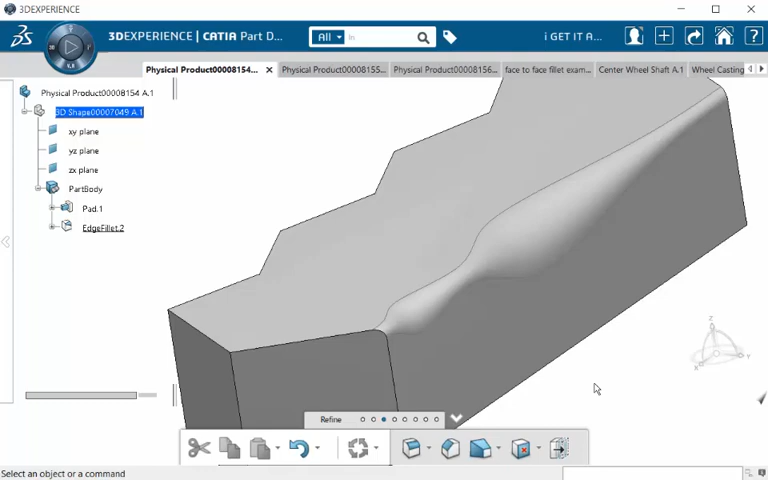 3DEXPERIENCE
3DEXPERIENCE | CATIA Part D...
All
in
i GET IT A...
Physical Product00008154...
Physical Product00008155...
Physical Product00008156...
face to face fillet exam...
Center Wheel Shaft A.1
Wheel Casting
Physical Product00008154 A.1
3D Shape00007049 A.1
xy plane
yz plane
zx plane
PartBody
Pad.1
EdgeFillet.2
Z
Y
X
Refine
Select an object or a command